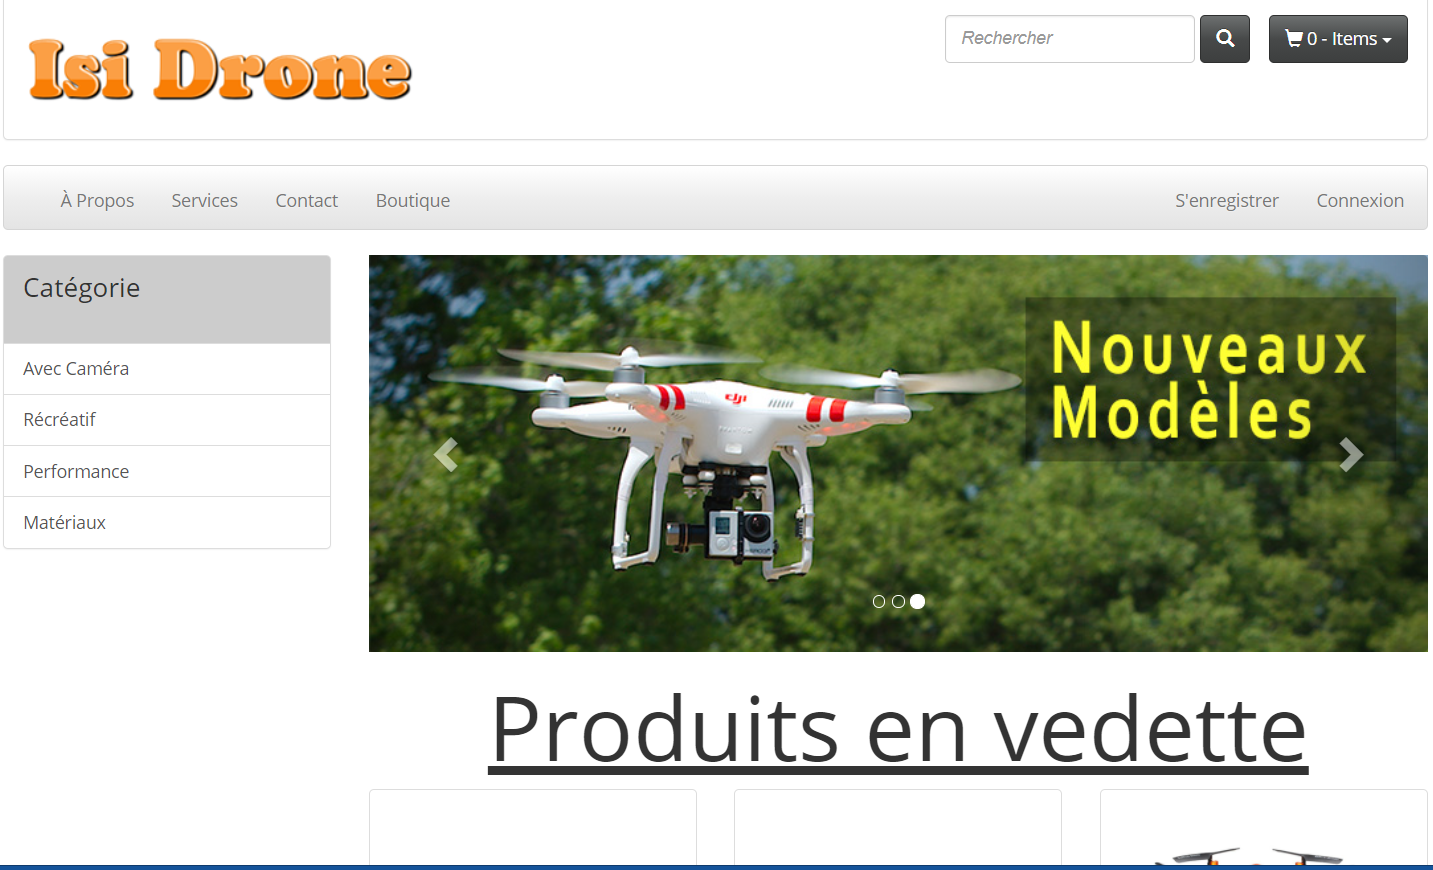 Isi Drone
Rechercher
0 - Items
À Propos
Services
Contact
Boutique
S'enregistrer
Connexion
Catégorie
Avec Caméra
Récréatif
Performance
Matériaux
Nouveaux
Modèles
dji
Produits en vedette